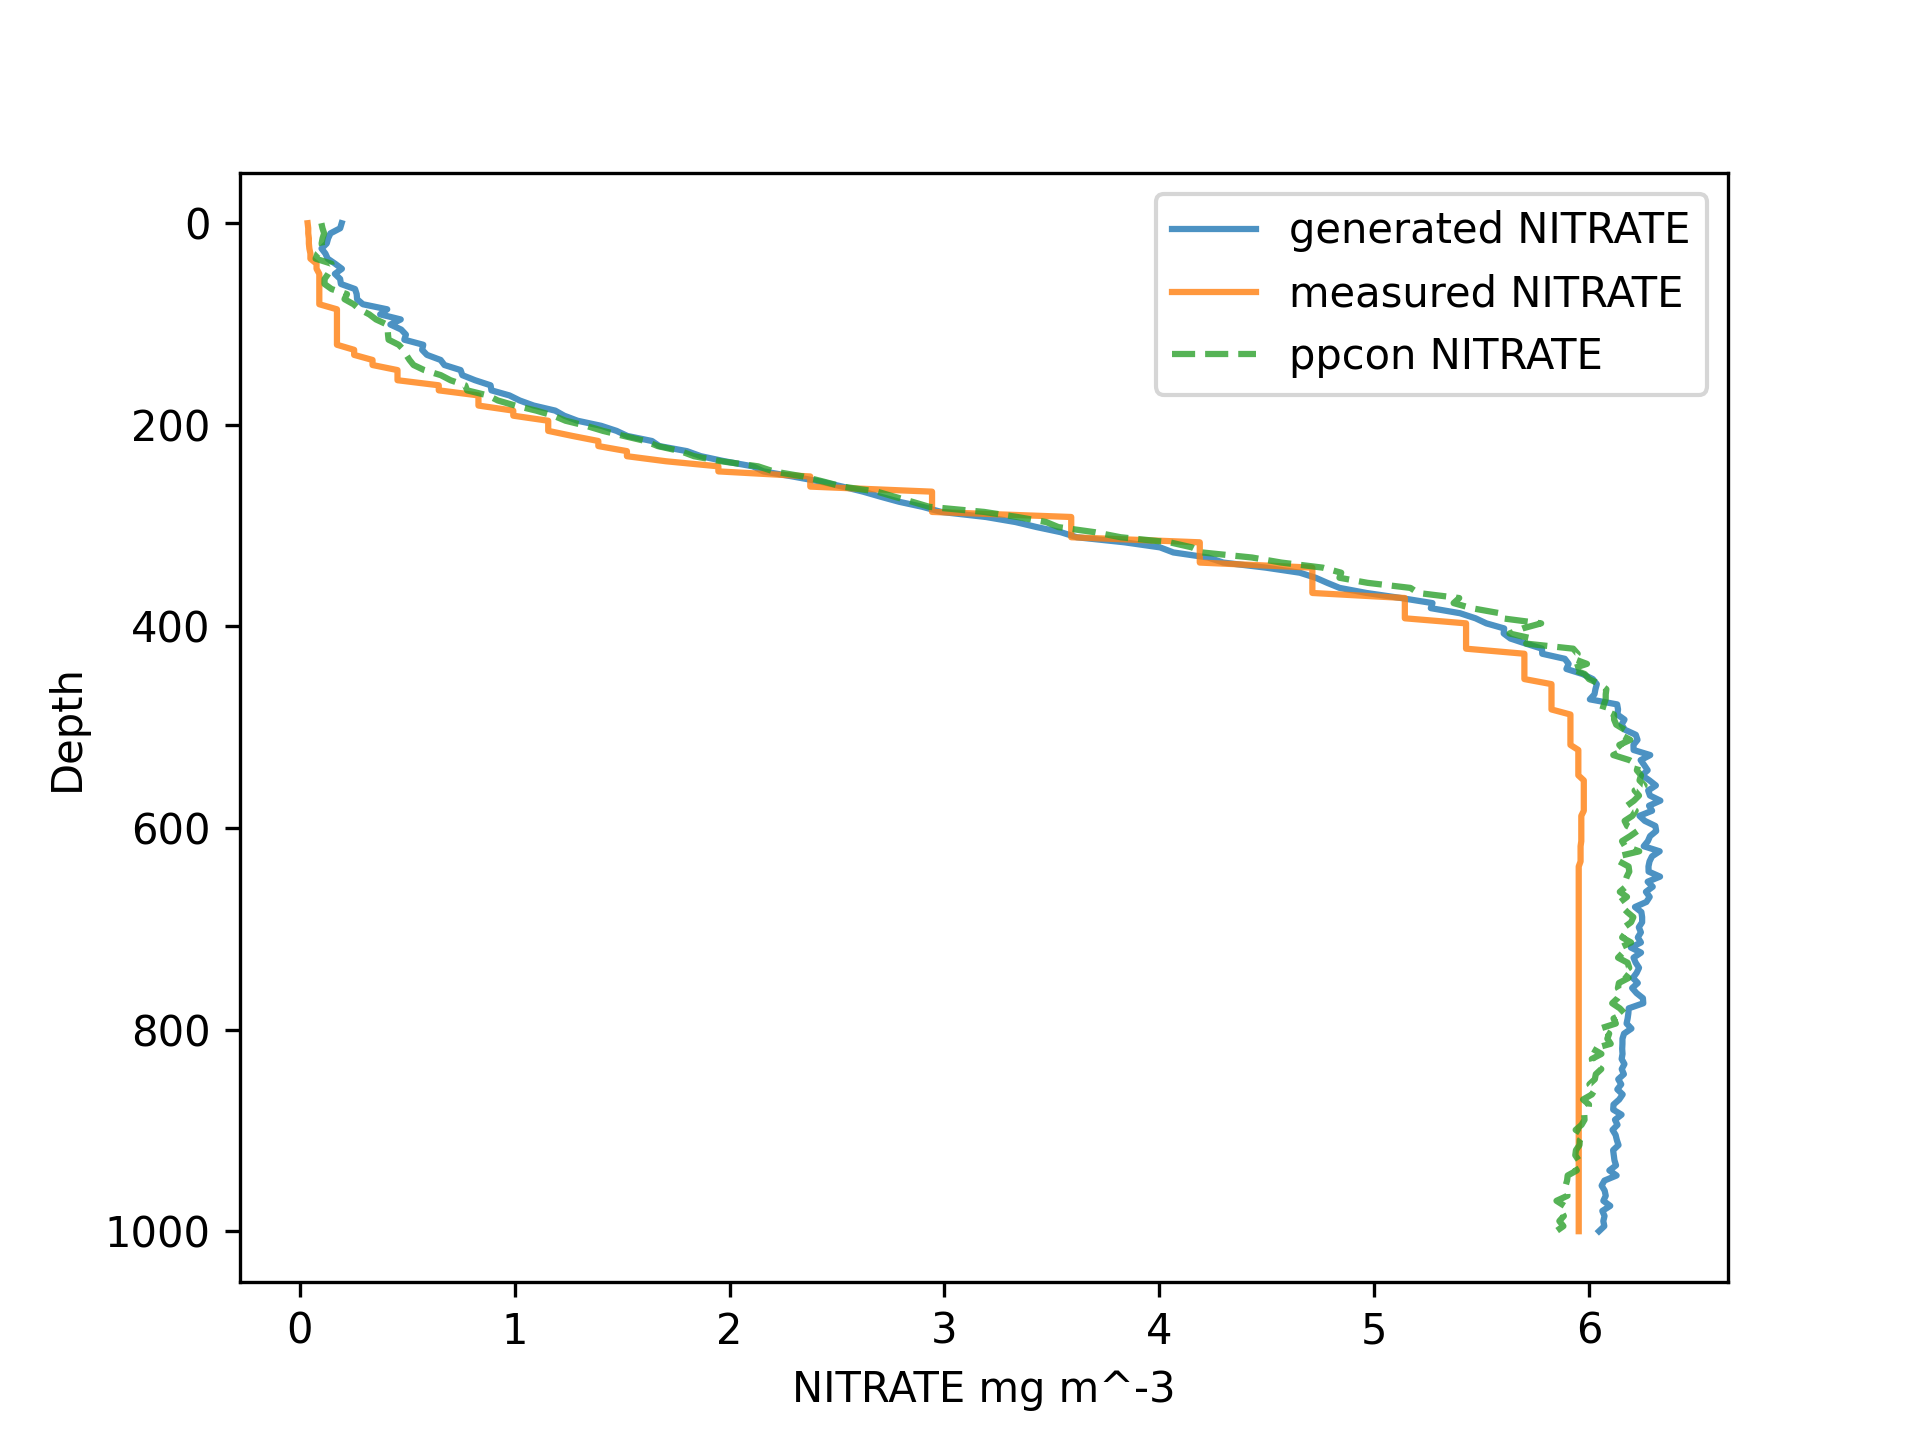 generated NITRATE
measured NITRATE
ppcon NITRATE
0
200
400
600
800
1000
Depth
0 1 2 3 4 5 6
NITRATE mg m^-3